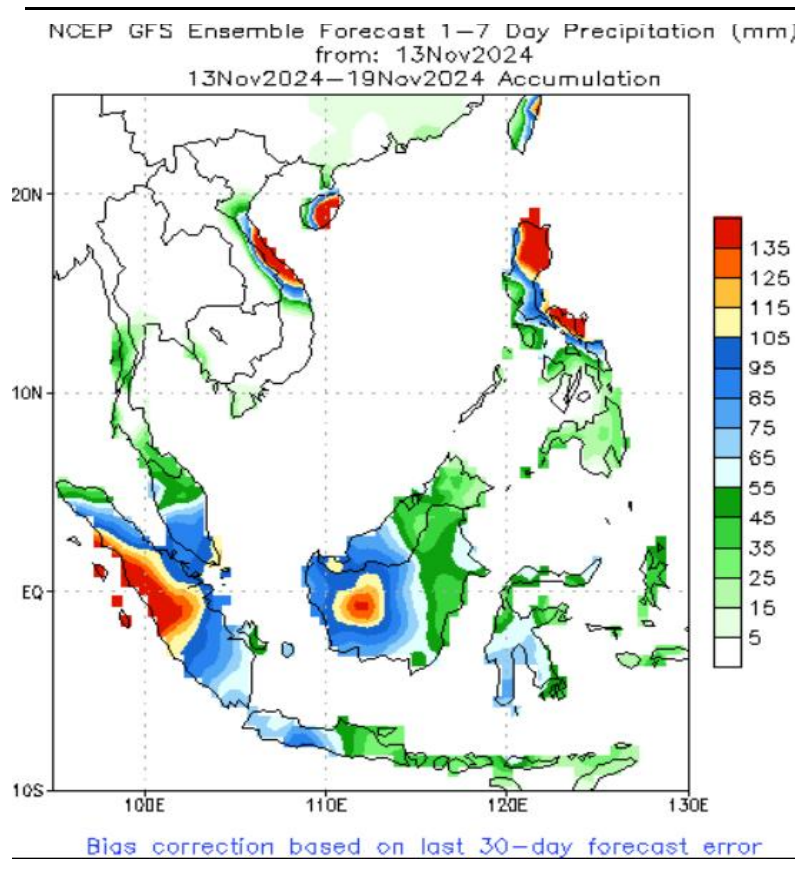 NCEP GFS Ensemble Forecast 1-7 Day Precipitation (mm)
from: 13Nov2024
13Nov2024-19Nov2024 Accumulation
20N
10N
EQ
10S
100E
110E
120E
130E
135
125
115
105
95
85
75
65
55
45
35
25
15
5
Bias correction based on last 30-day forecast error